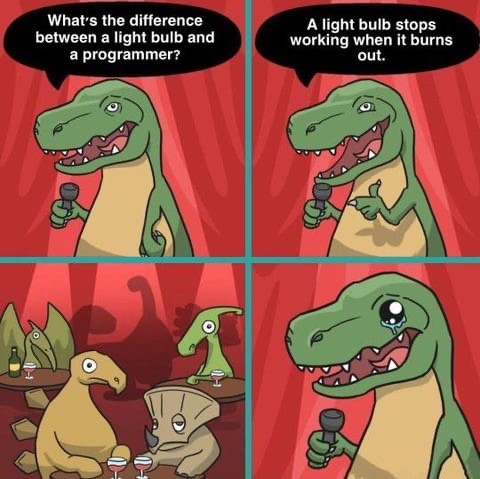 What's the difference
between a light bulb and
a programmer?
A light bulb stops
working when it burns
out.